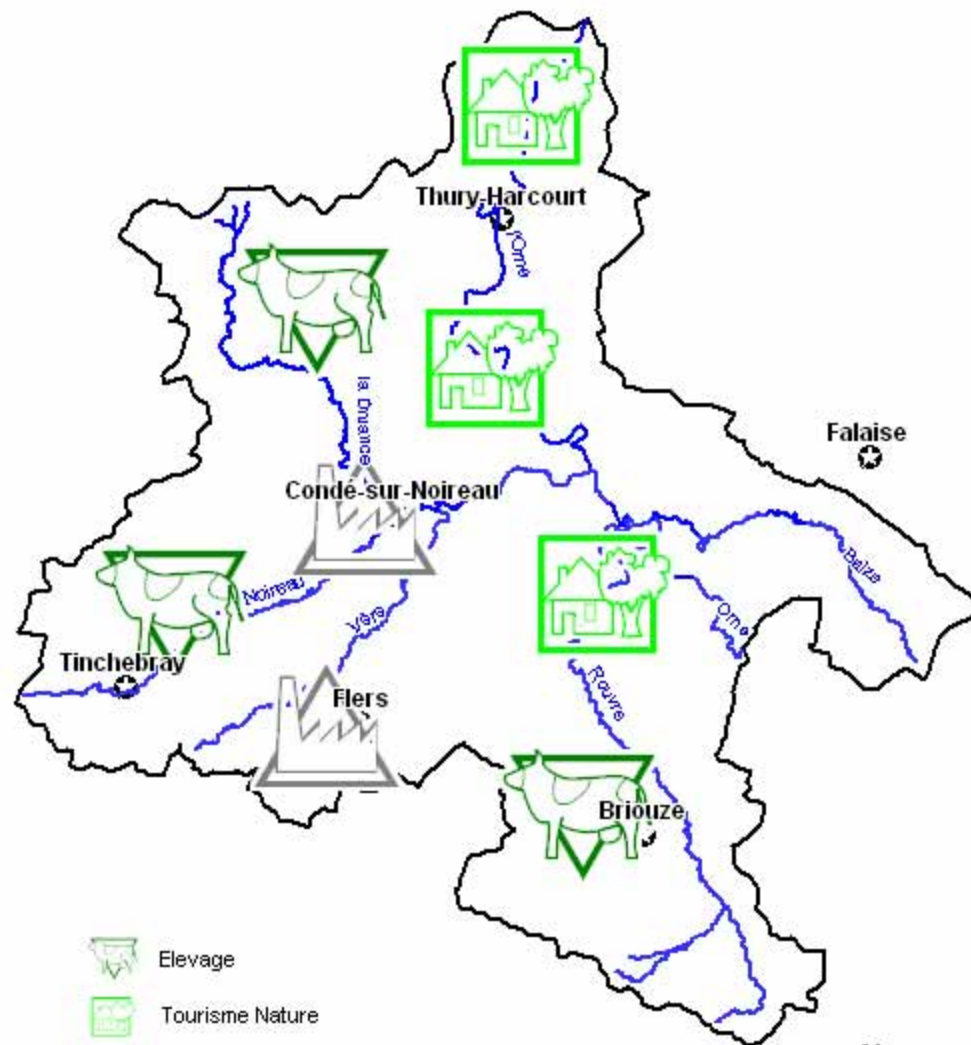 Thury-Harcourt
l'Orne
la Druance
Falaise
Condé-sur-Noireau
Baize
Noireau
Orne
Vère
Tinchebray
Rouvre
Flers
Briouze
Elevage
Tourisme Nature